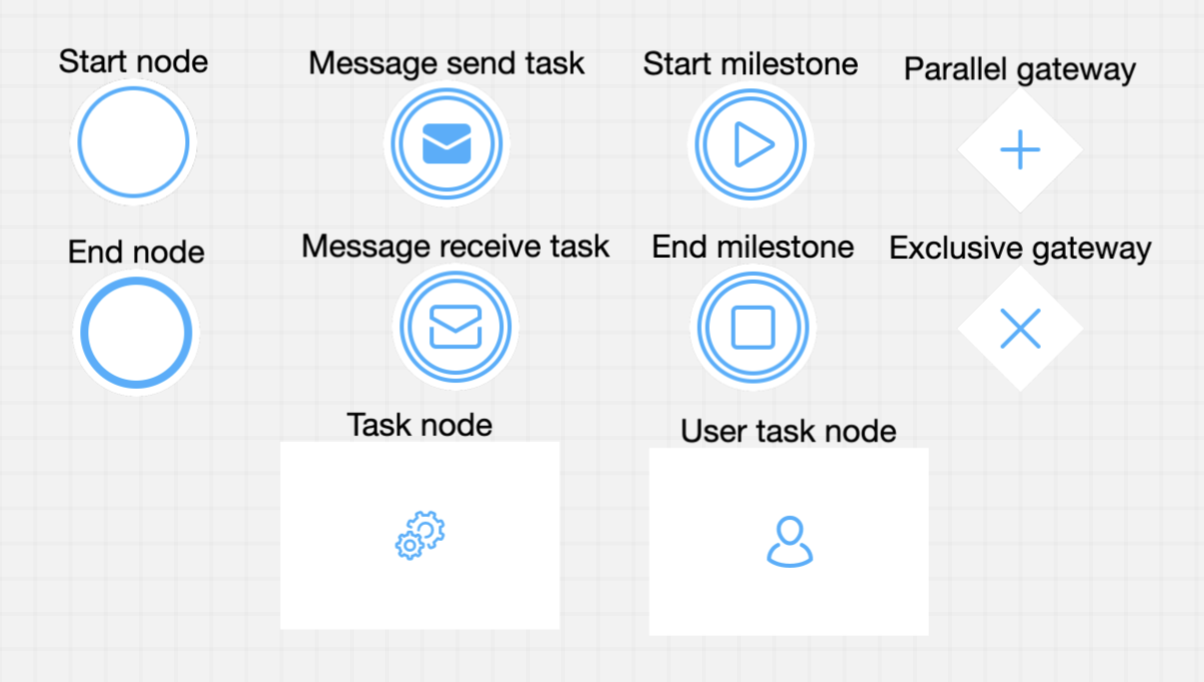 Start node
Message send task
Start milestone
Parallel gateway
End node
Message receive task
End milestone
Exclusive gateway
Task node
User task node